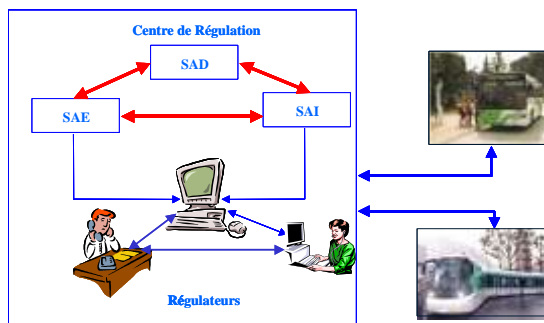 Centre de Régulation
SAD
SAE
SAI
Régulateurs